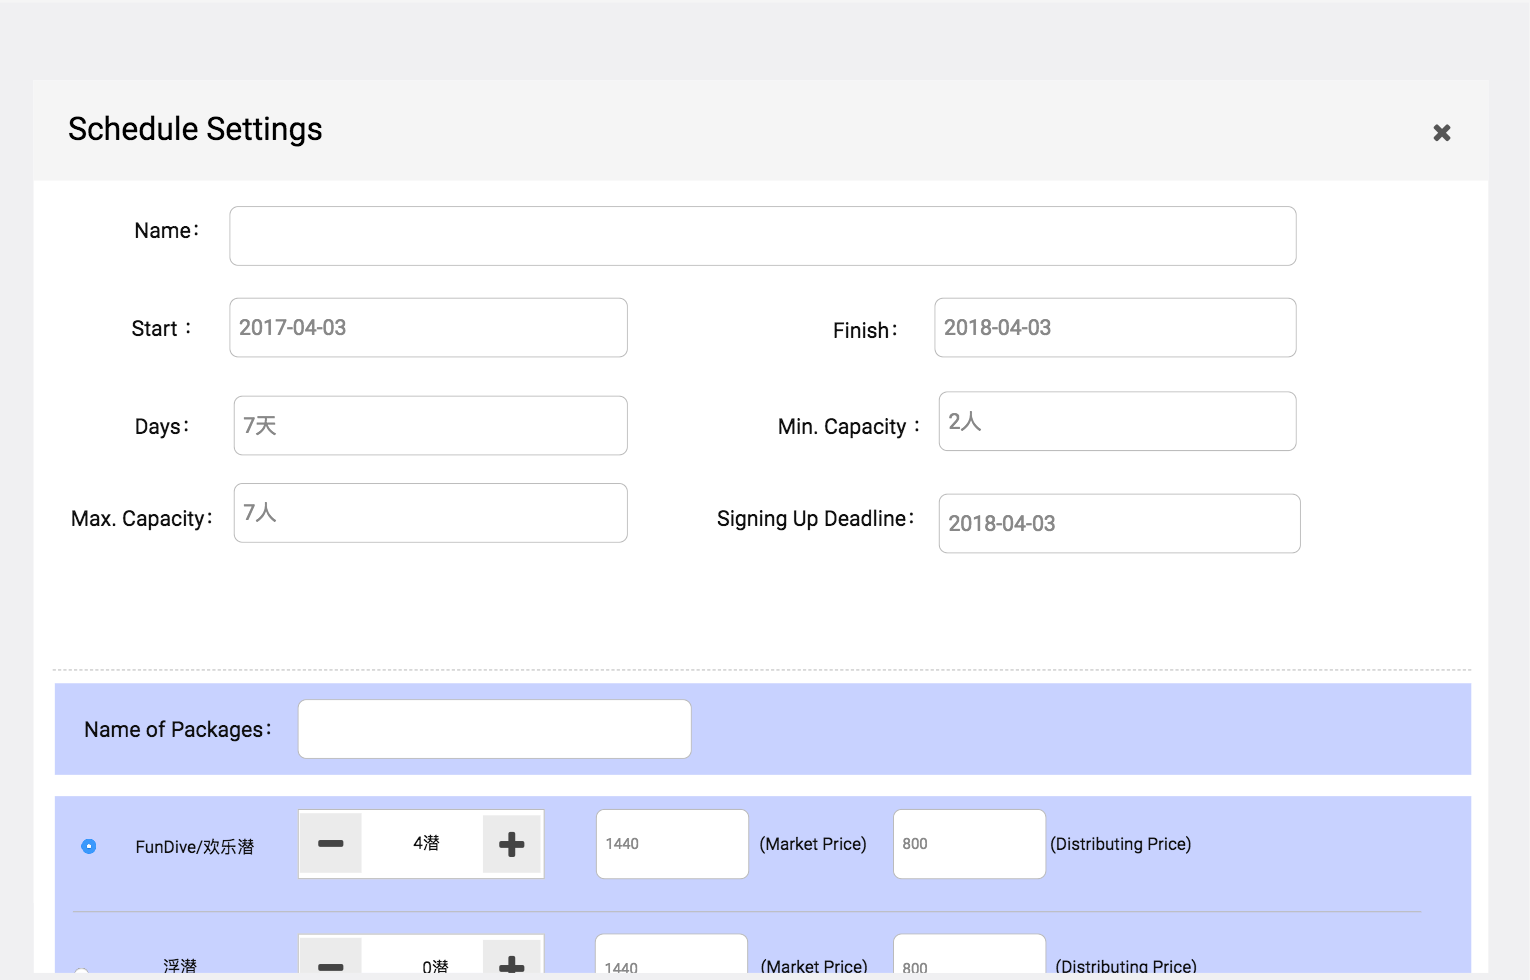 Schedule Settings
Name：
Start： 2017-04-03 Finish： 2018-04-03
Days： 7天 Min. Capacity： 2人
Max. Capacity： 7人 Signing Up Deadline： 2018-04-03
Name of Packages：
FunDive/欢乐潜 4潜 1440 (Market Price) 800 (Distributing Price)
浮潜 0潜 1440 (Market Price) 800 (Distributing Price)